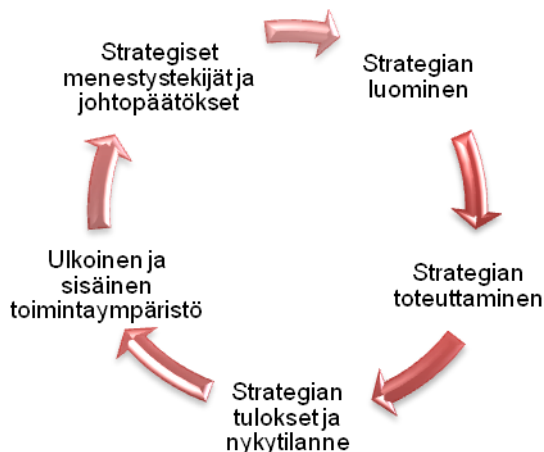 Strategiset
menestystekijät ja
johtopäätökset
Strategian
luominen
Strategian
toteuttaminen
Strategian
tulokset ja
nykytilanne
Ulkoinen ja
sisäinen
toimintaympäristö